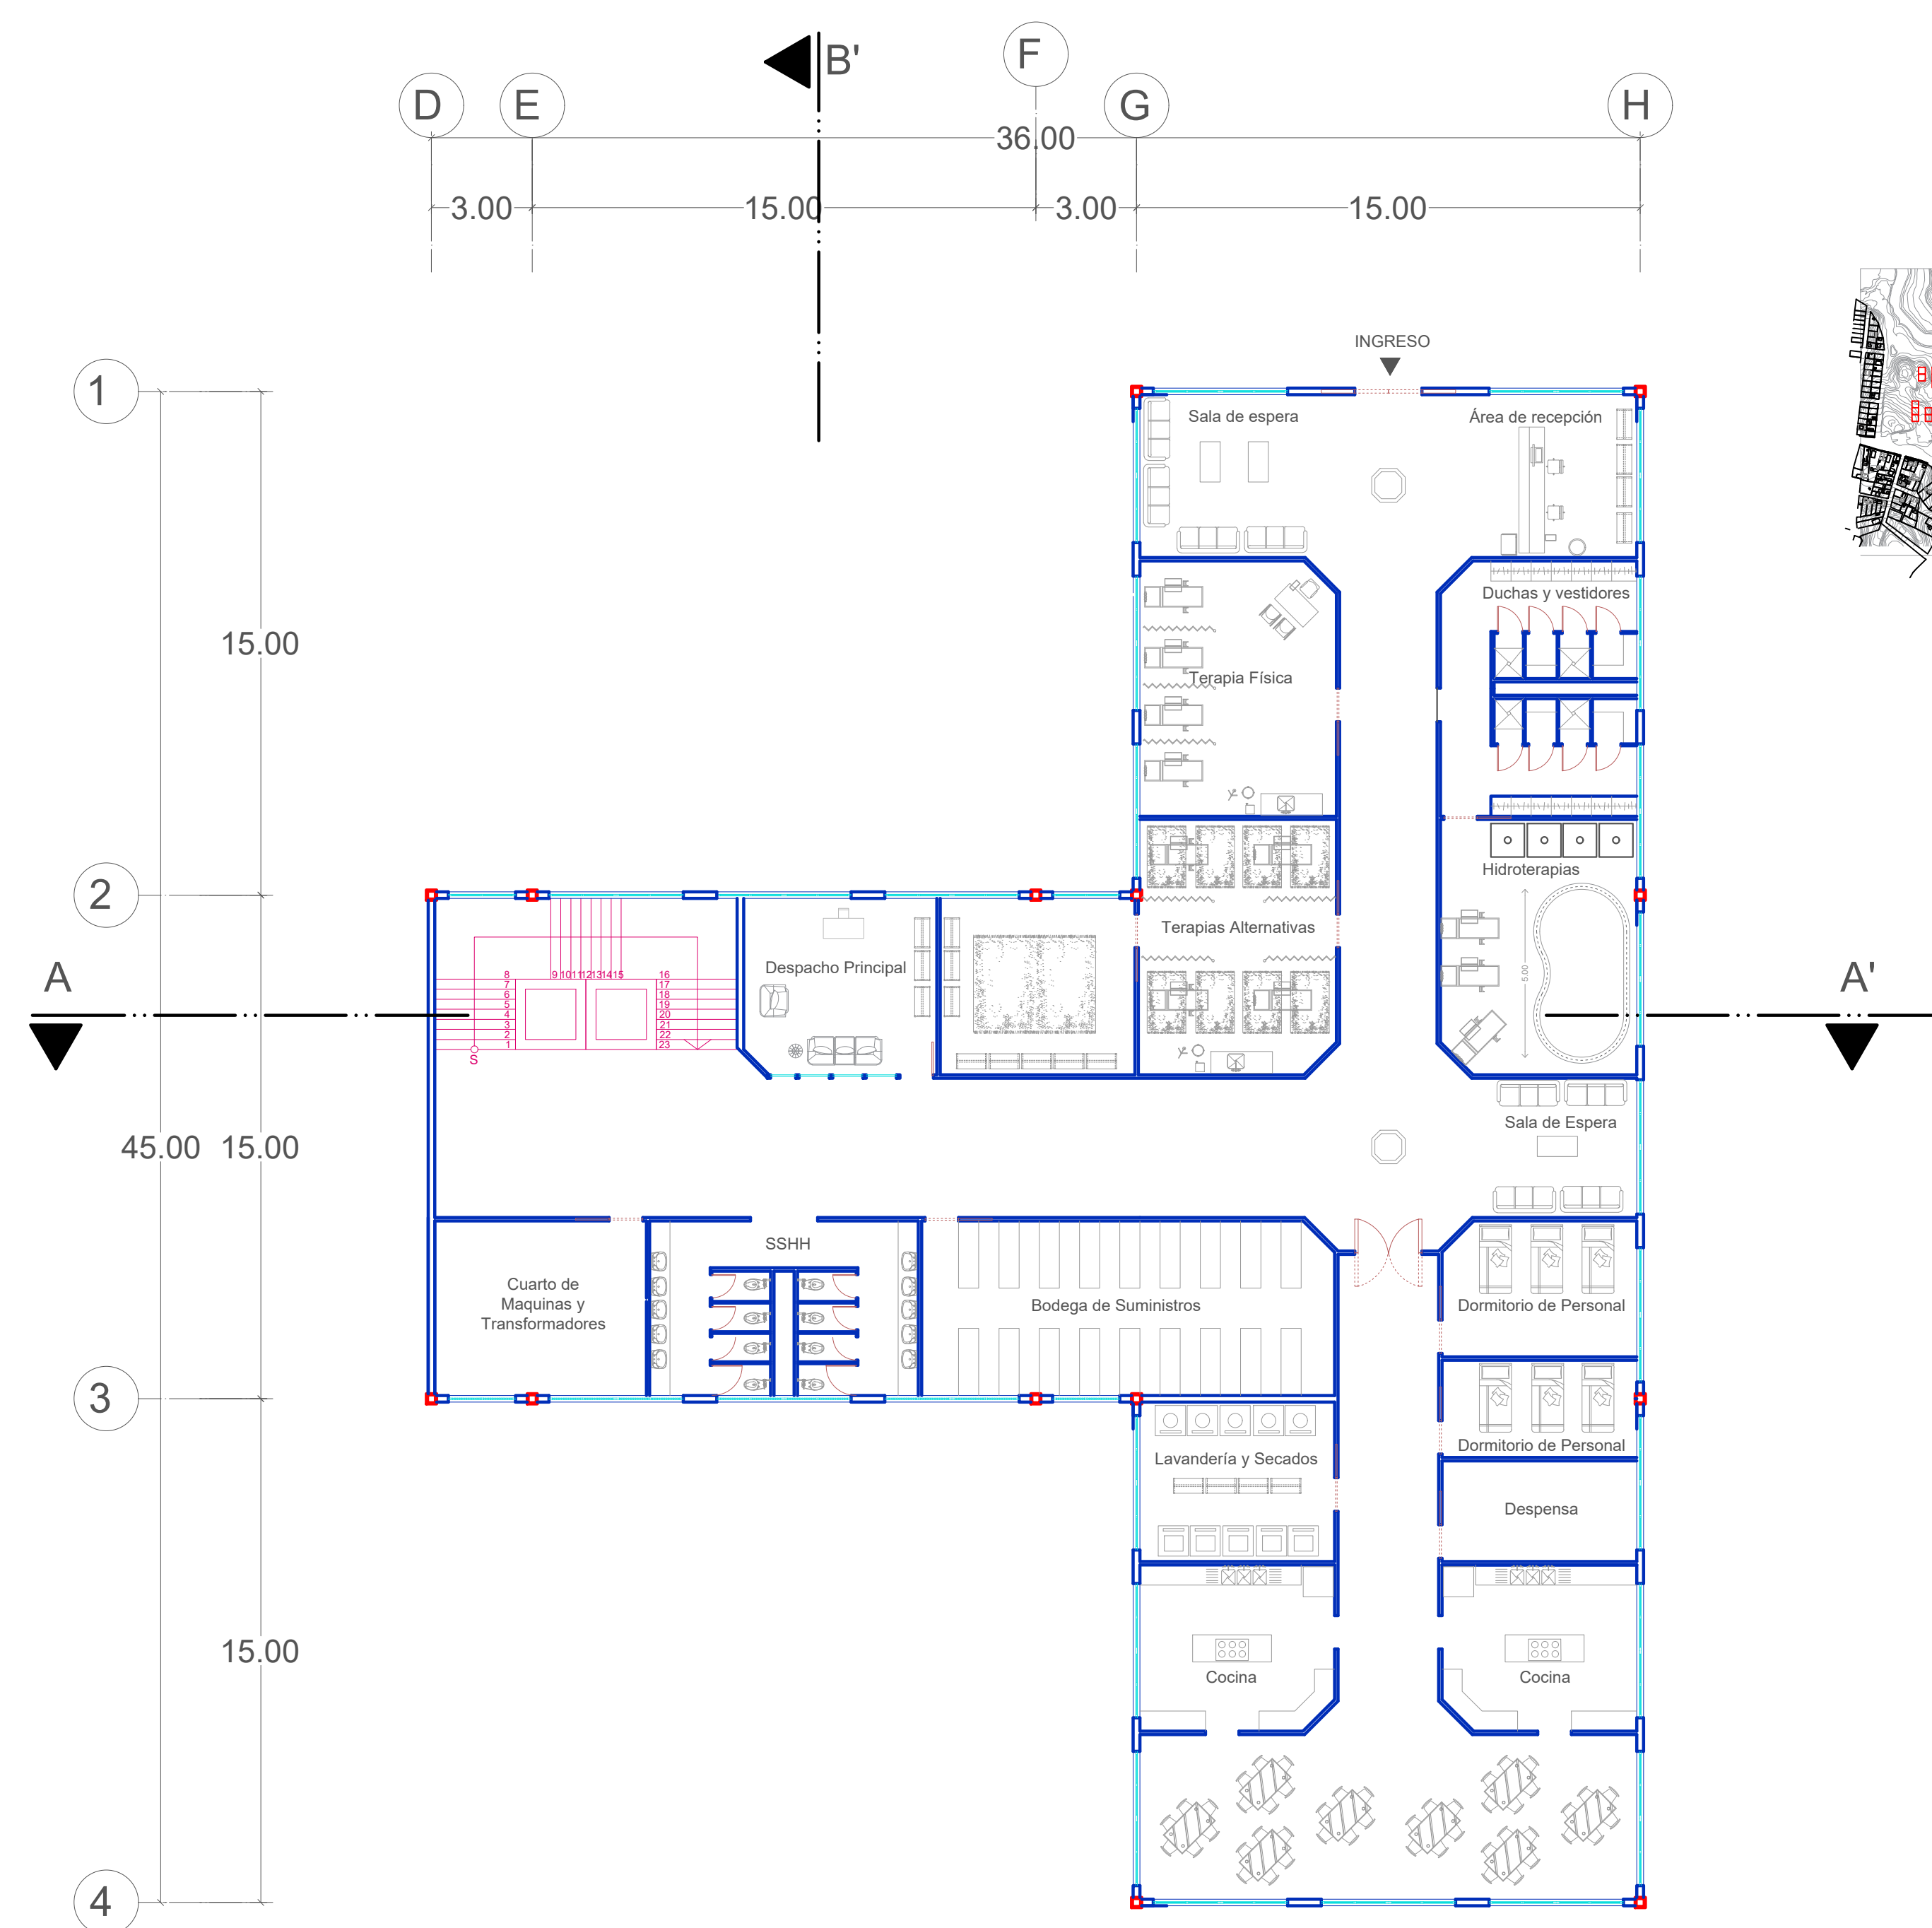 B'
F
D
E
G
H
36.00
3.00
15.00
3.00
15.00
INGRESO
1
Sala de espera
Área de recepción
Duchas y vestidores
15.00
Terapia Física
2
Hidroterapias
Terapias Alternativas
Despacho Principal
8
7
6
5
4
3
2
1
9
10
11
12
13
14
15
16
17
18
19
20
21
22
23
S
5.00
A
A'
Sala de Espera
45.00
15.00
SSHH
Cuarto de
Maquinas y
Transformadores
Bodega de Suministros
Dormitorio de Personal
3
Dormitorio de Personal
Lavandería y Secados
Despensa
15.00
Cocina
Cocina
4